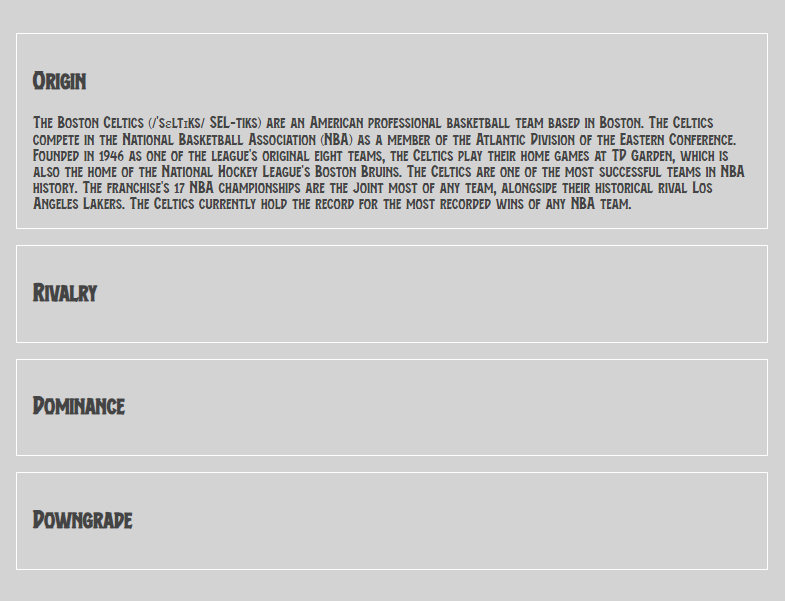 Origin
The Boston Celtics (/ˈsɛltɪks/ SEL-tiks) are an American professional basketball team based in Boston. The Celtics
compete in the National Basketball Association (NBA) as a member of the Atlantic Division of the Eastern Conference.
Founded in 1946 as one of the league's original eight teams, the Celtics play their home games at TD Garden, which is
also the home of the National Hockey League's Boston Bruins. The Celtics are one of the most successful teams in NBA
history. The franchise's 17 NBA championships are the joint most of any team, alongside their historical rival Los
Angeles Lakers. The Celtics currently hold the record for the most recorded wins of any NBA team.
Rivalry
Dominance
Downgrade